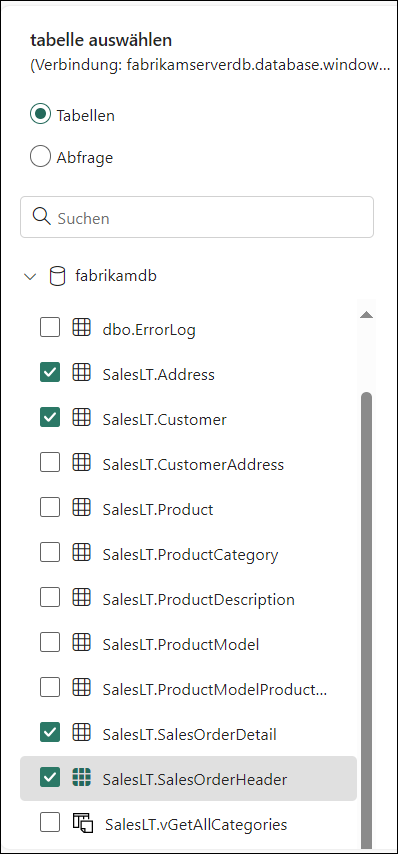 tabelle auswählen
(Verbindung: fabrikamserverdb.database.window...
Tabellen
Abfrage
Suchen
fabrikamdb
dbo.ErrorLog
SalesLT.Address
SalesLT.Customer
SalesLT.CustomerAddress
SalesLT.Product
SalesLT.ProductCategory
SalesLT.ProductDescription
SalesLT.ProductModel
SalesLT.ProductModelProduct...
SalesLT.SalesOrderDetail
SalesLT.SalesOrderHeader
SalesLT.vGetAllCategories